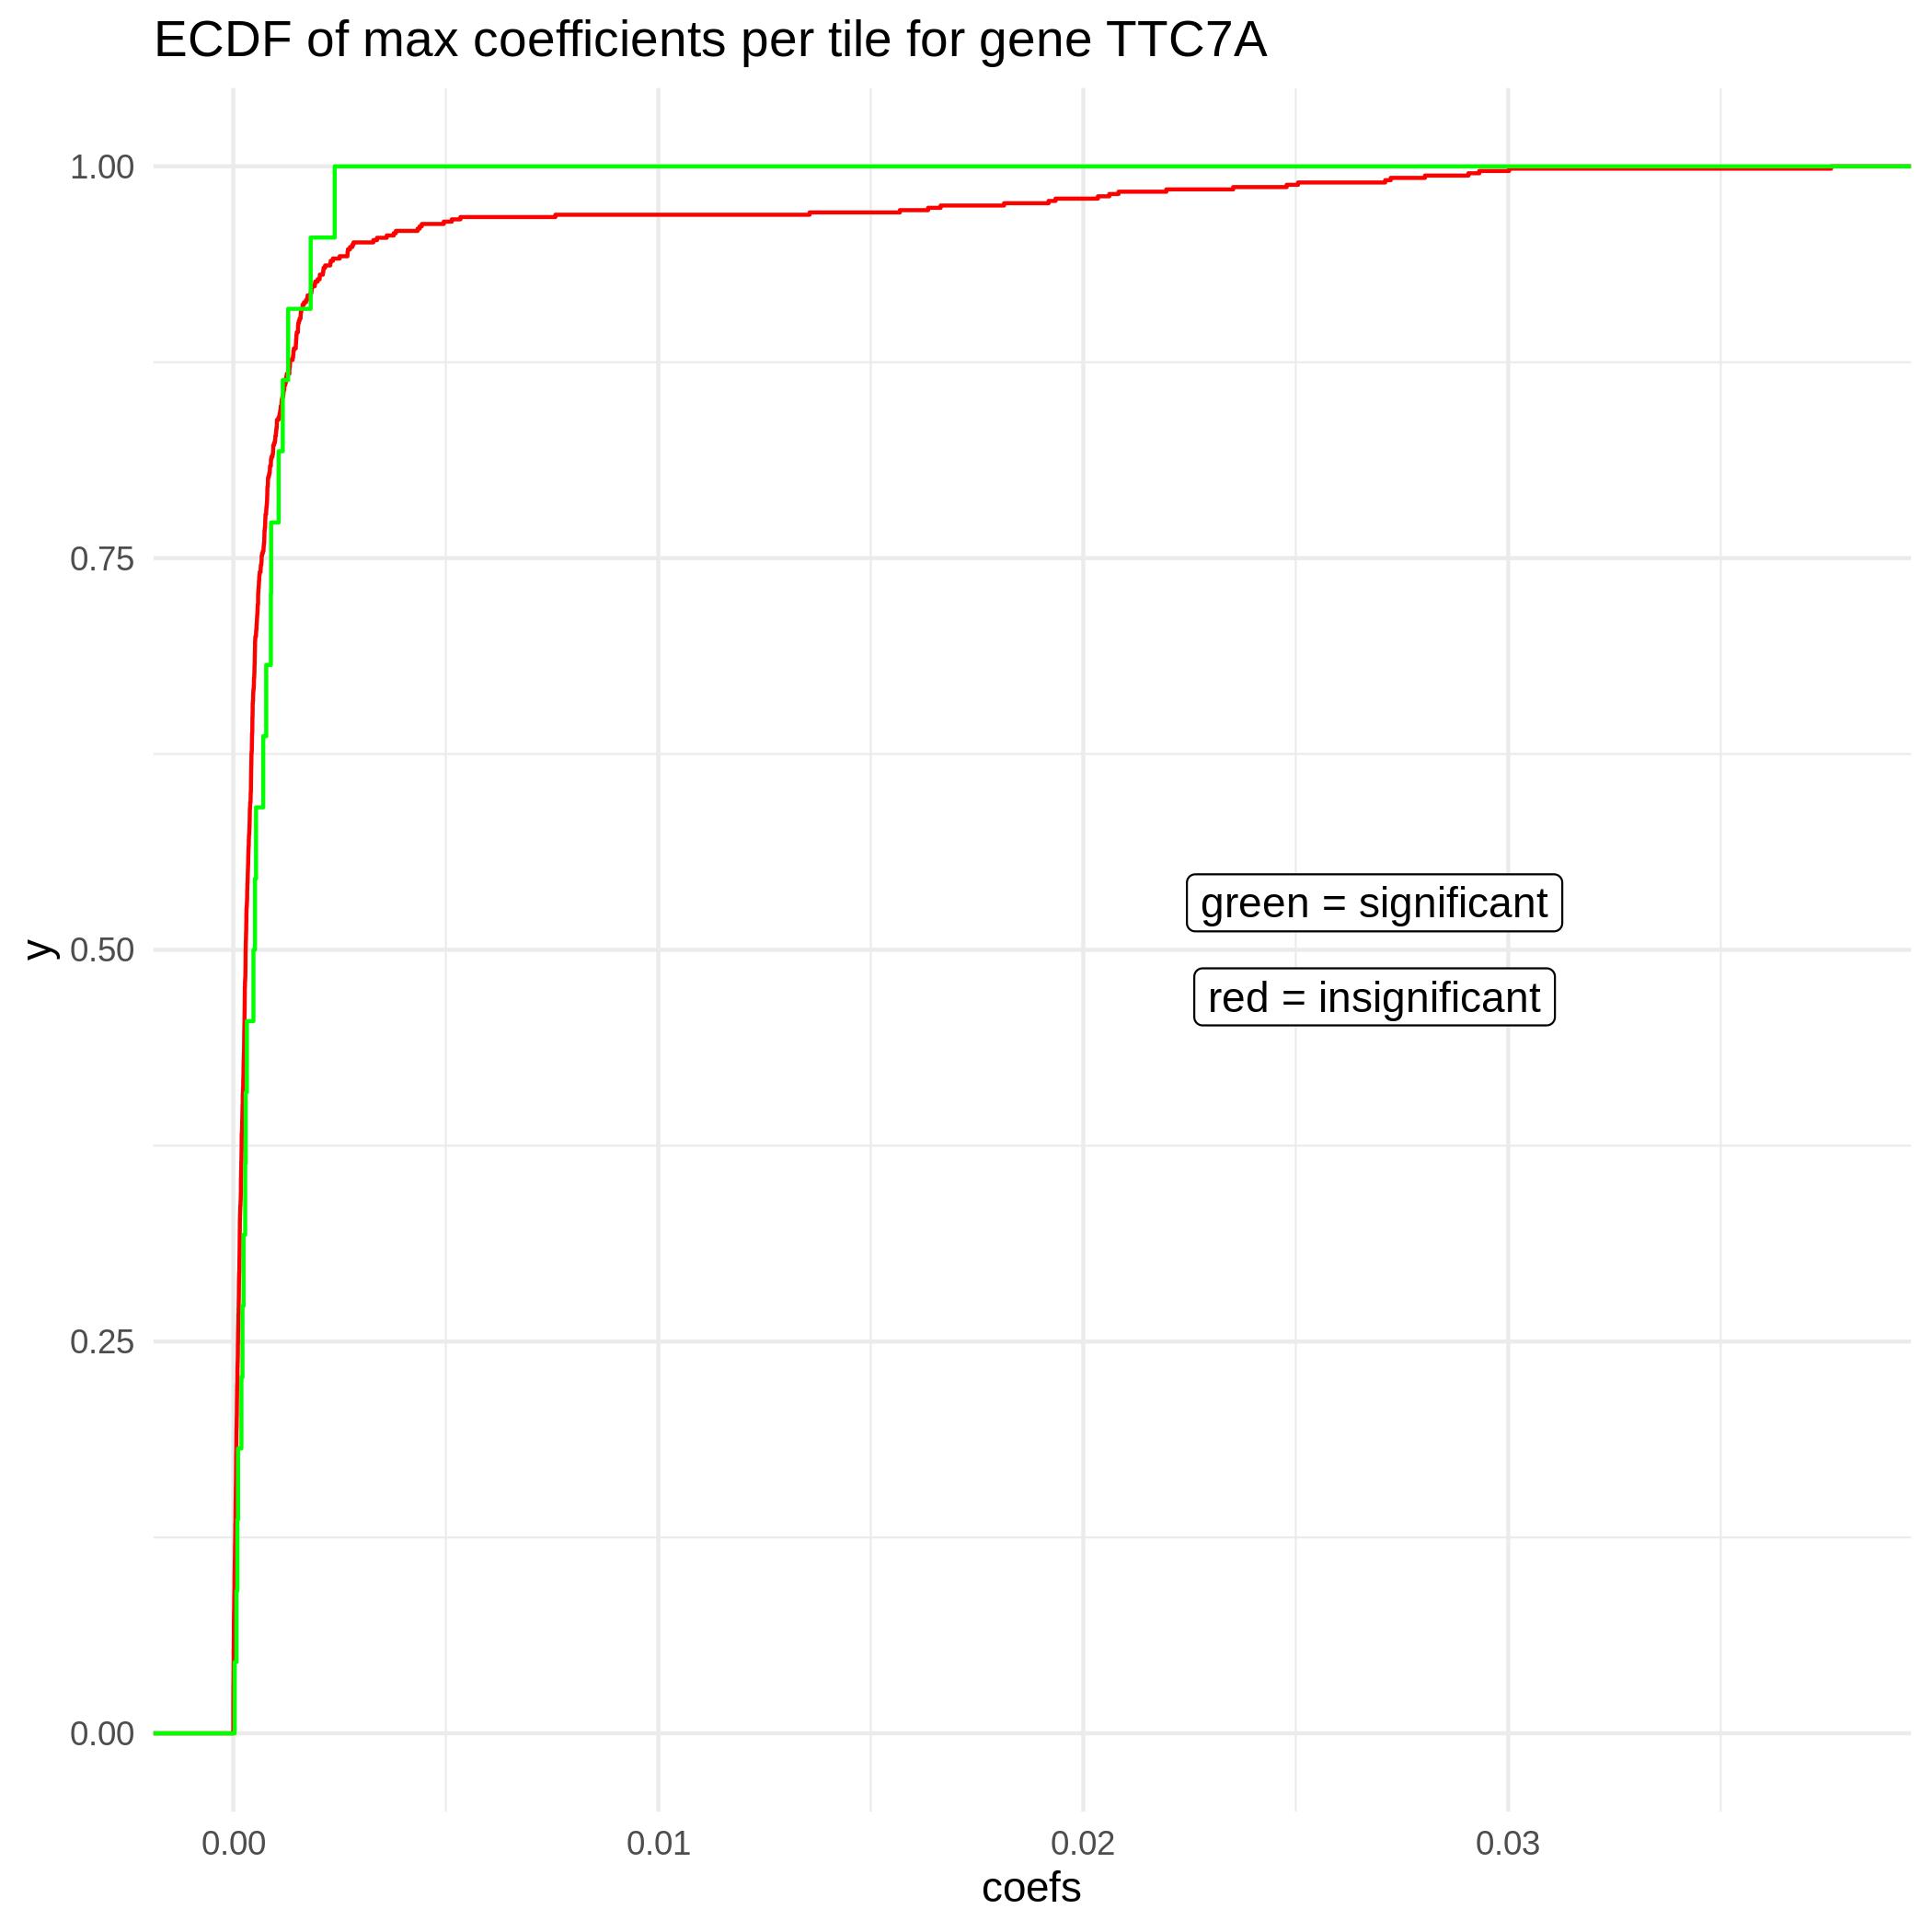 ECDF of max coefficients per tile for gene TTC7A
1.00
0.75
0.50
0.25
0.00
y
green = significant
red = insignificant
0.00 0.01 0.02 0.03
coefs